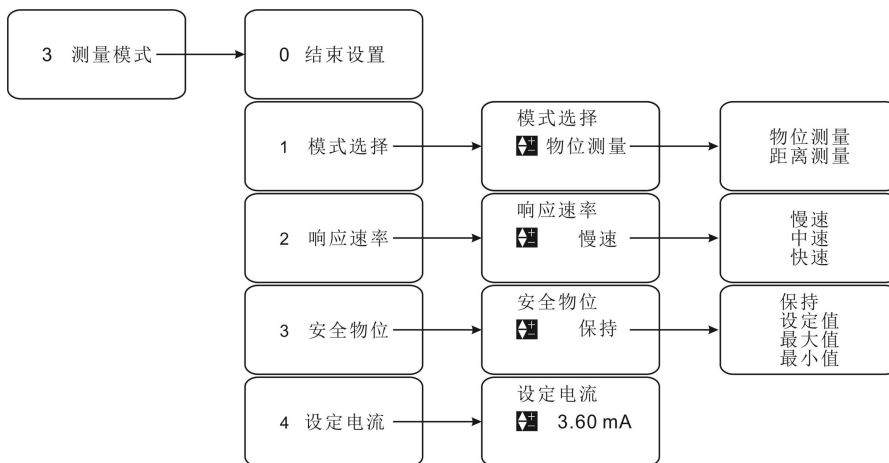 3 测量模式
0 结束设置
1 模式选择
模式选择
物位测量
物位测量
距离测量
2 响应速率
响应速率
慢速
慢速
中速
快速
3 安全物位
安全物位
保持
保持
设定值
最大值
最小值
4 设定电流
设定电流
3.60 mA